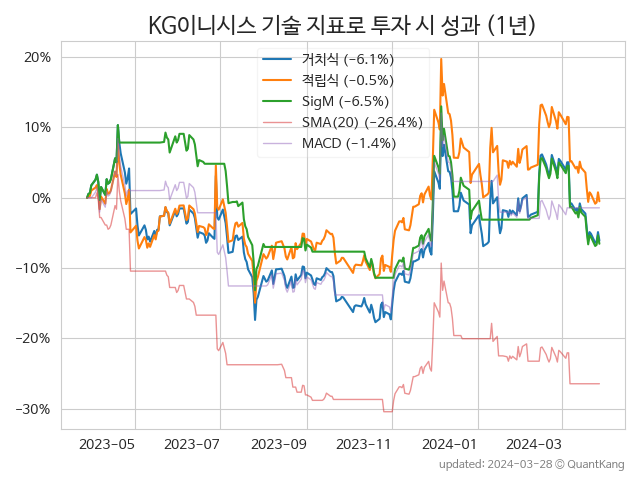 KG이니시스 기술 지표로 투자 시 성과 (1년)
20%
10%
0%
−10%
−20%
−30%
거치식 (−6.1%)
적립식 (−0.5%)
SigM (−6.5%)
SMA(20) (−26.4%)
MACD (−1.4%)
2023-05 2023-07 2023-09 2023-11 2024-01 2024-03
updated: 2024-03-28 © QuantKang